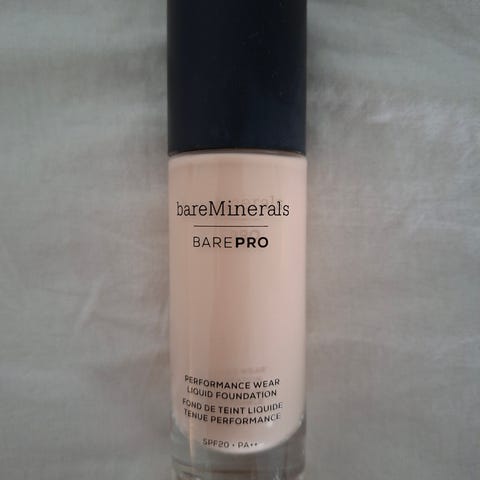 bareMinerals
BAREPRO
PERFORMANCE WEAR
LIQUID FOUNDATION
FOND DE TEINT LIQUIDE
TENUE PERFORMANCE
SPF20 • PA++